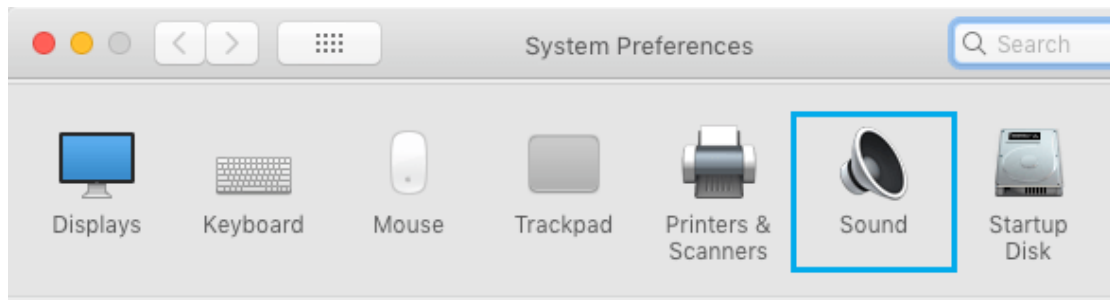 System Preferences
Search
Displays
Keyboard
Mouse
Trackpad
Printers &
Scanners
Sound
Startup
Disk